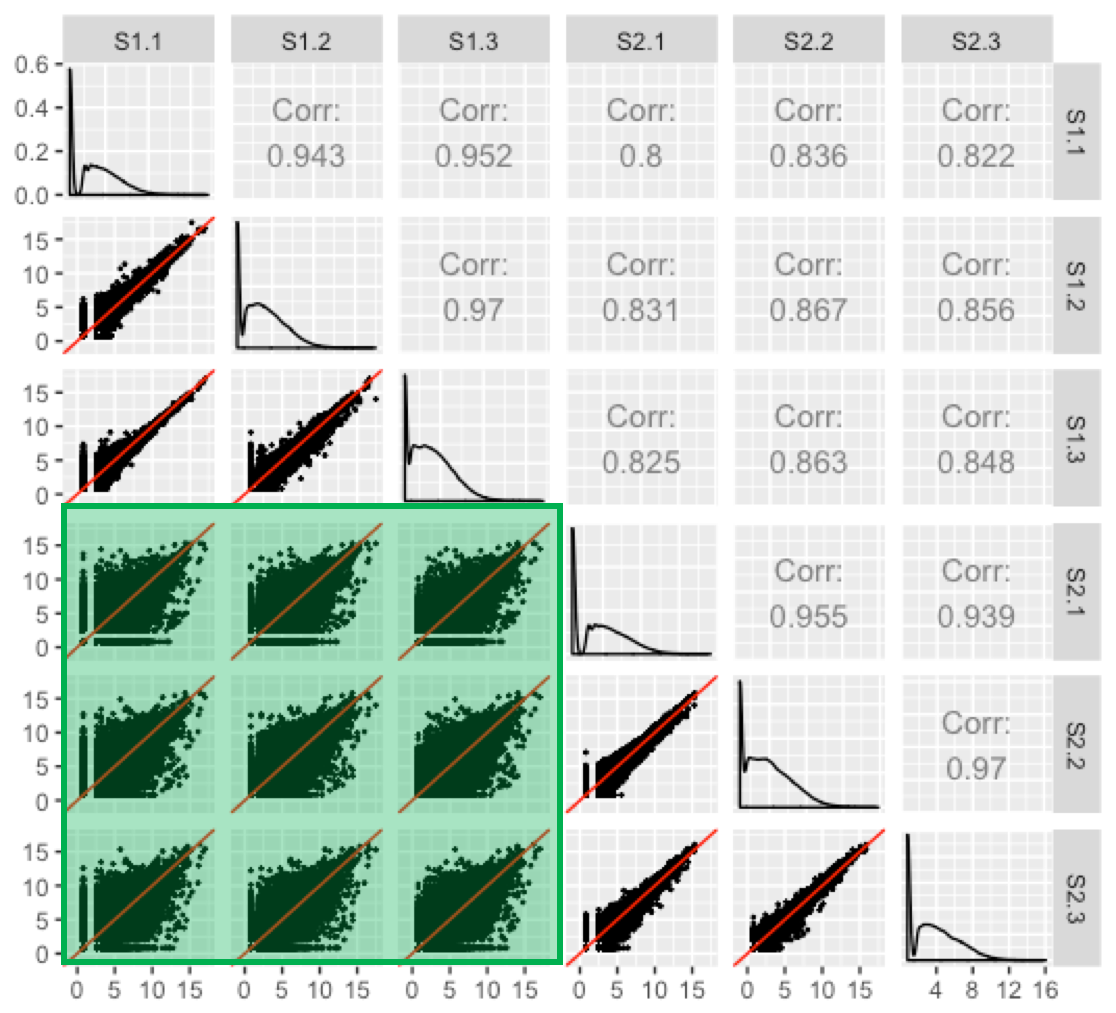 S1.1 S1.2 S1.3 S2.1 S2.2 S2.3
0.6
0.4
0.2
0.0
Corr:
0.943
Corr:
0.952
Corr:
0.8
Corr:
0.836
Corr:
0.822
S1.1
15
10
5
0
Corr:
0.97
Corr:
0.831
Corr:
0.867
Corr:
0.856
S1.2
15
10
5
0
Corr:
0.825
Corr:
0.863
Corr:
0.848
S1.3
15
10
5
0
Corr:
0.955
Corr:
0.939
S2.1
15
10
5
0
Corr:
0.97
S2.2
15
10
5
0
S2.3
0 5 10 15 0 5 10 15 0 5 10 15 0 5 10 15 0 5 10 15 4 8 12 16